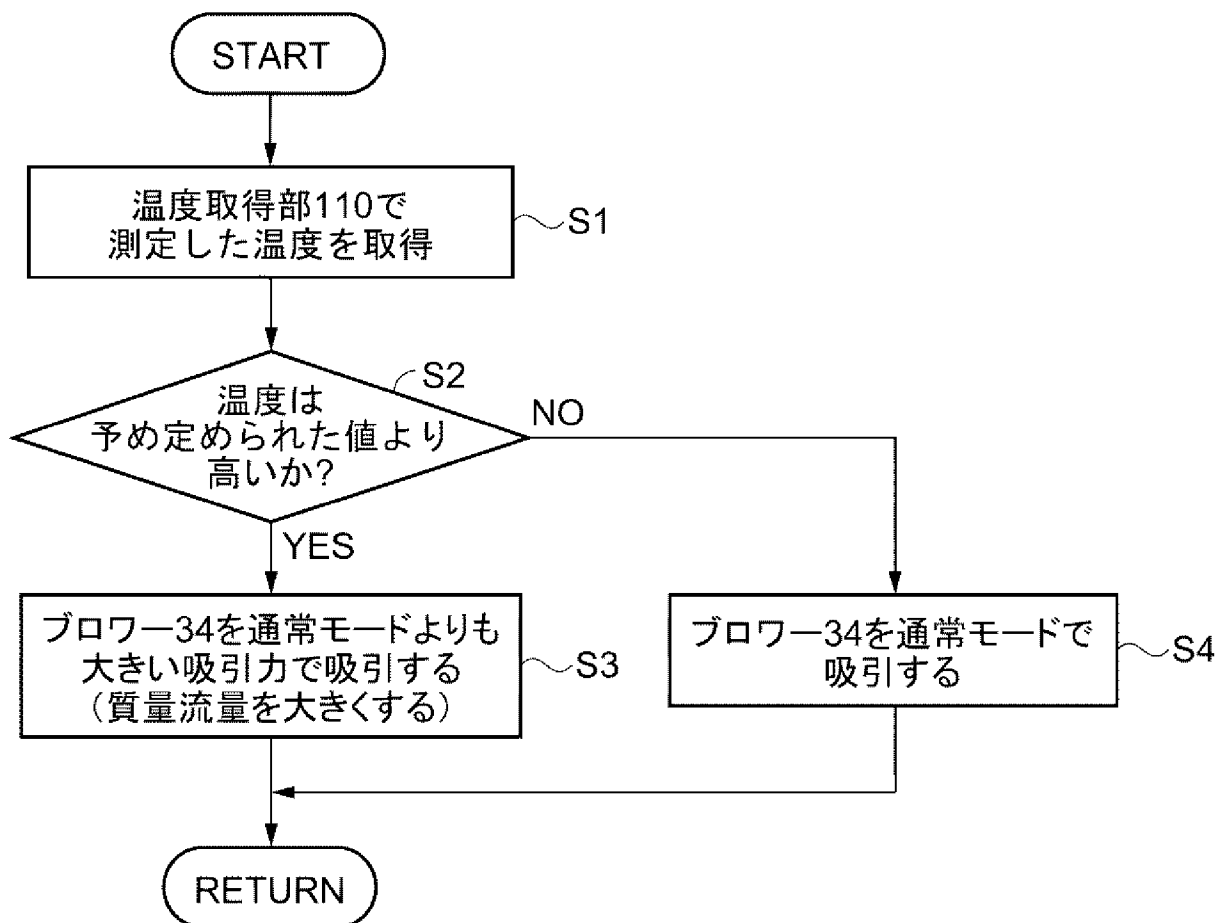 START
温度取得部110で
測定した温度を取得
S1
S2
温度は
予め定められた値より
高いか?
NO
YES
ブロワー34を通常モードよりも
大きい吸引力で吸引する
（質量流量を大きくする）
S3
ブロワー34を通常モードで
吸引する
S4
RETURN